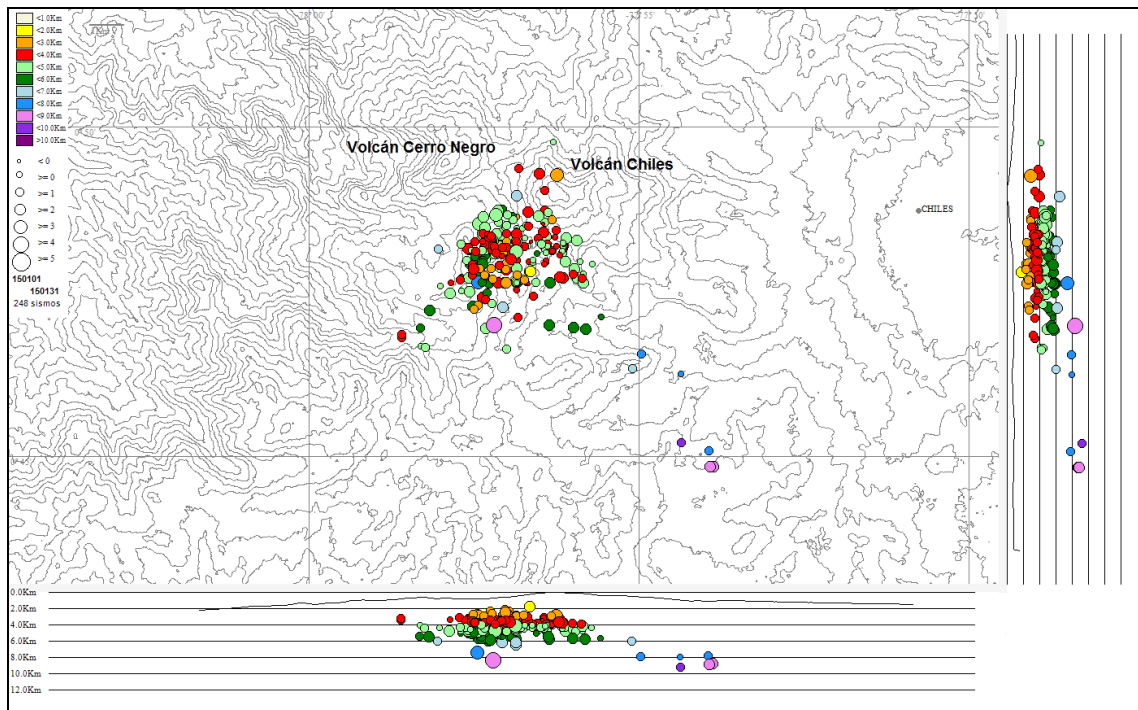 <1.0Km
<2.0Km
<3.0Km
<4.0Km
<5.0Km
<6.0Km
<7.0Km
<8.0Km
<9.0Km
<10.0Km
>10.0Km
< 0
>= 0
>= 1
>= 2
>= 3
>= 4
>= 5
150101
150131
248 sismos
Volcán Cerro Negro
Volcán Chiles
CHILES
0.0Km
2.0Km
4.0Km
6.0Km
8.0Km
10.0Km
12.0Km